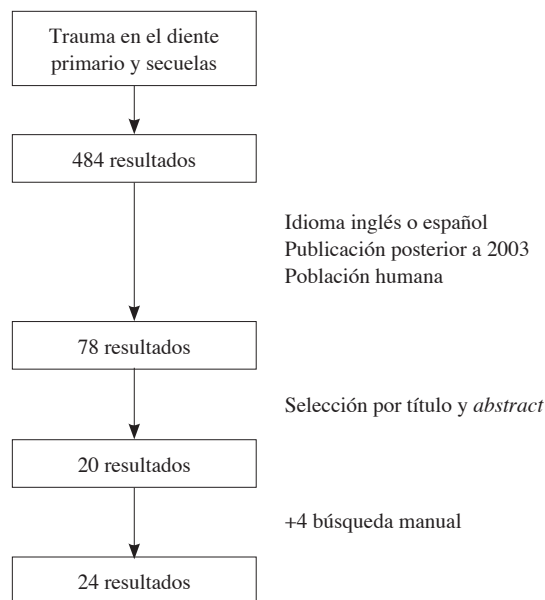 Trauma en el diente
primario y secuelas
484 resultados
Idioma inglés o español
Publicación posterior a 2003
Población humana
78 resultados
Selección por título y abstract
20 resultados
+4 búsqueda manual
24 resultados